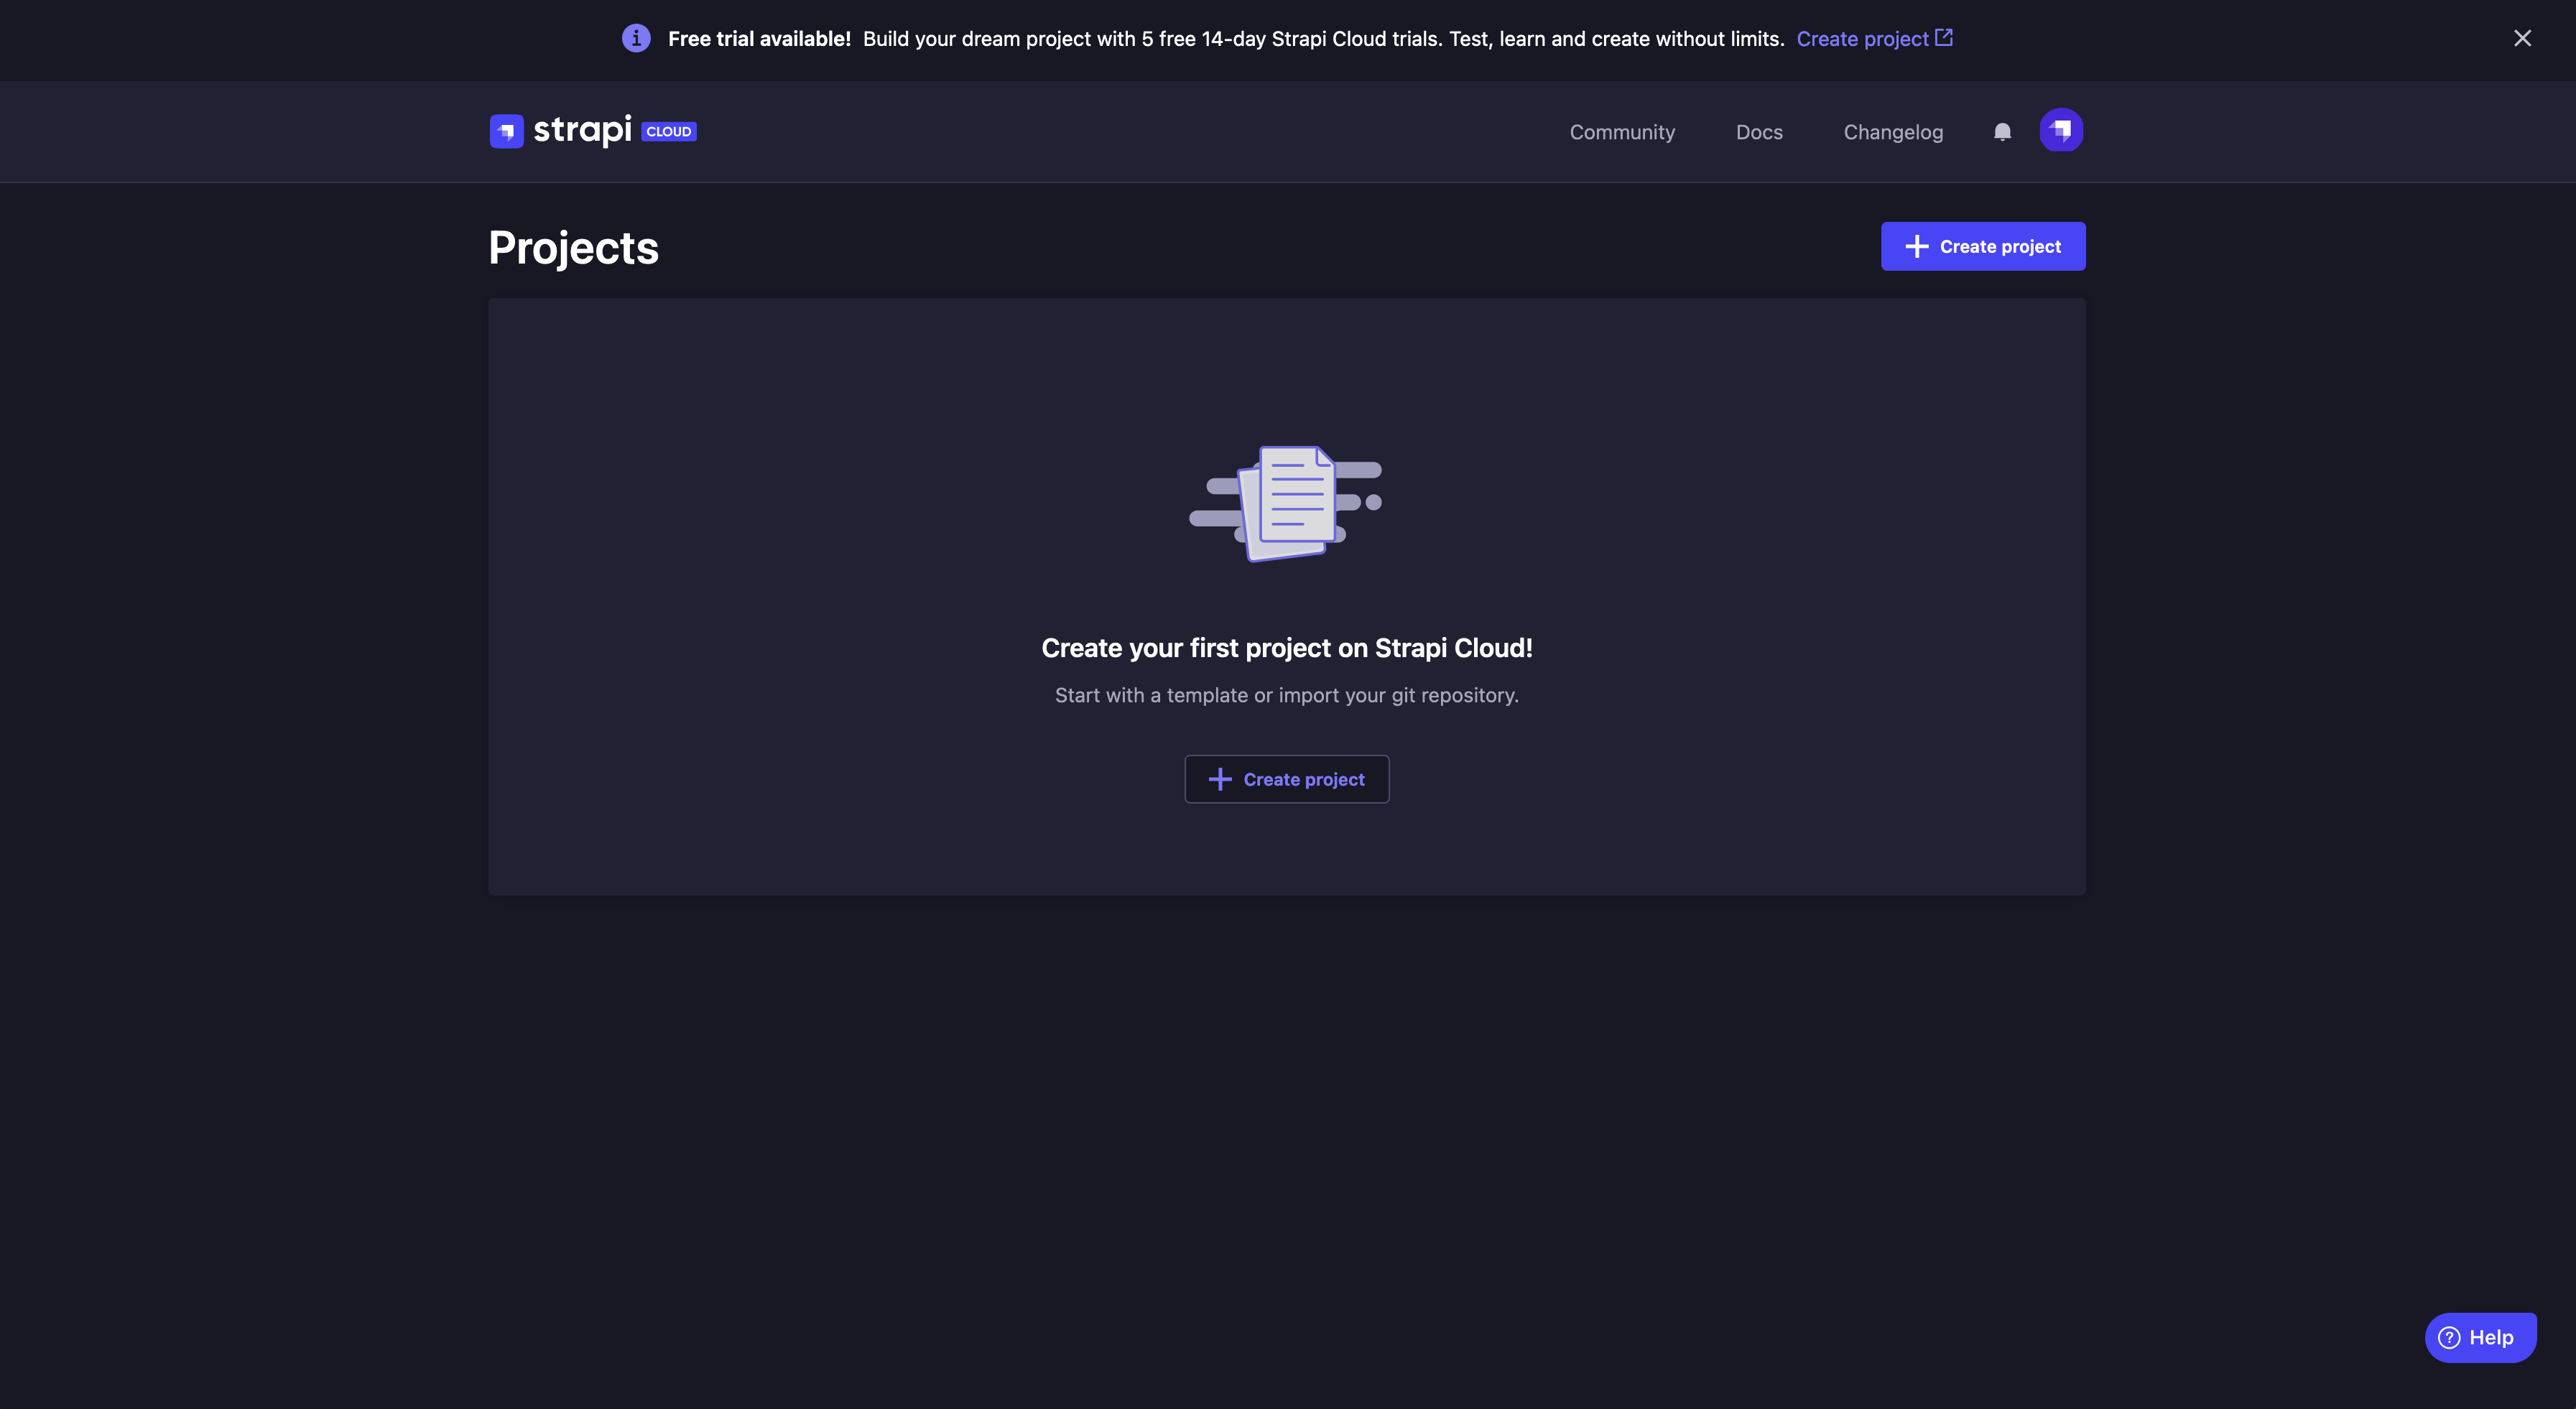 Free trial available! Build your dream project with 5 free 14-day Strapi Cloud trials. Test, learn and create without limits. Create project
strapi CLOUD
Community Docs Changelog
Projects
Create project
Create your first project on Strapi Cloud!
Start with a template or import your git repository.
Create project
Help